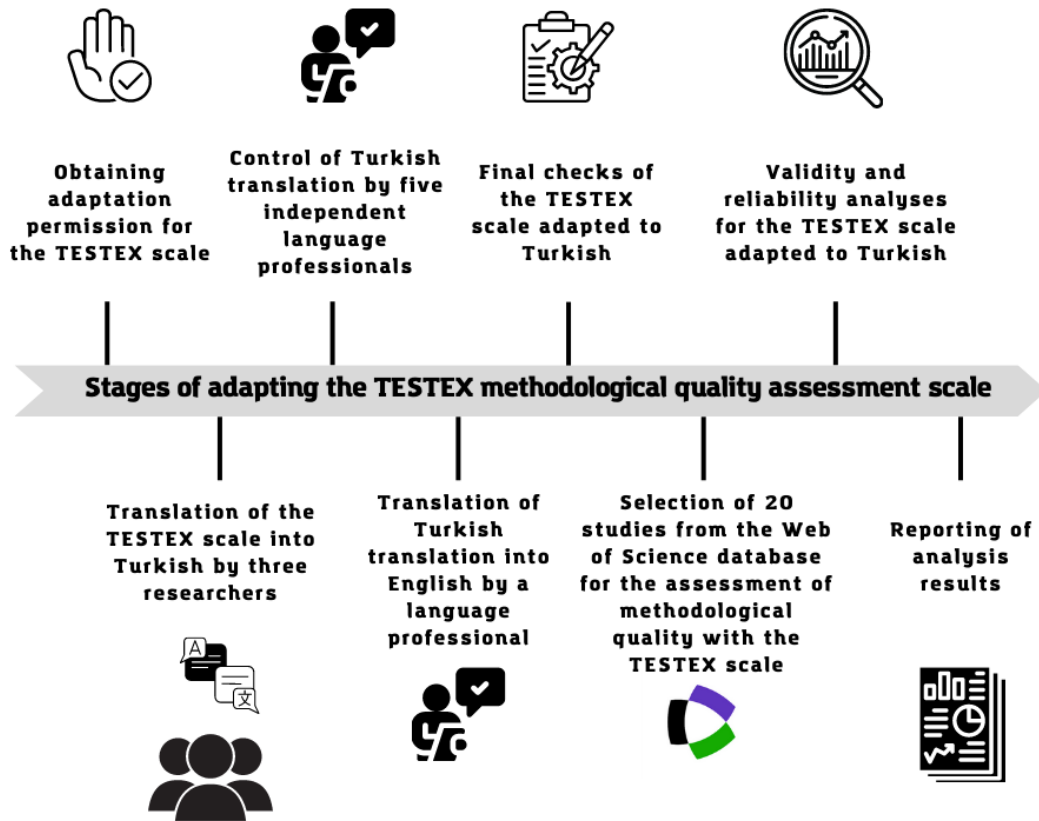 Obtaining
adaptation
permission for
the TESTEX scale
Control of Turkish
translation by five
independent
language
professionals
Final checks of
the TESTEX
scale adapted to
Turkish
Validity and
reliability analyses
for the TESTEX scale
adapted to Turkish
Stages of adapting the TESTEX methodological quality assessment scale
Translation of the
TESTEX scale into
Turkish by three
researchers
A
文
Translation of
Turkish
translation into
English by a
language
professional
Selection of 20
studies from the Web
of Science database
for the assessment of
methodological
quality with the
TESTEX scale
Reporting of
analysis
results